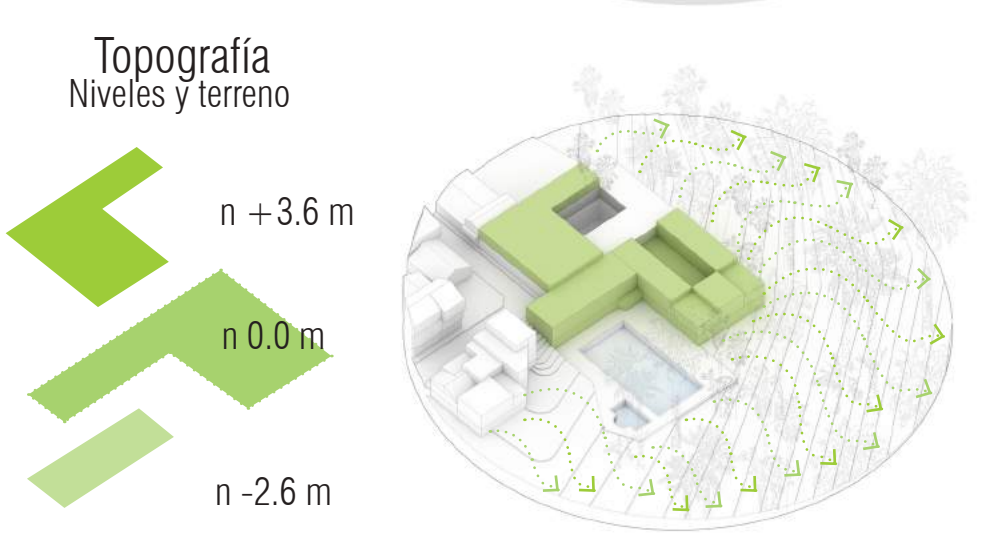 Topografía
Niveles y terreno
n +3.6 m
n 0.0 m
n -2.6 m